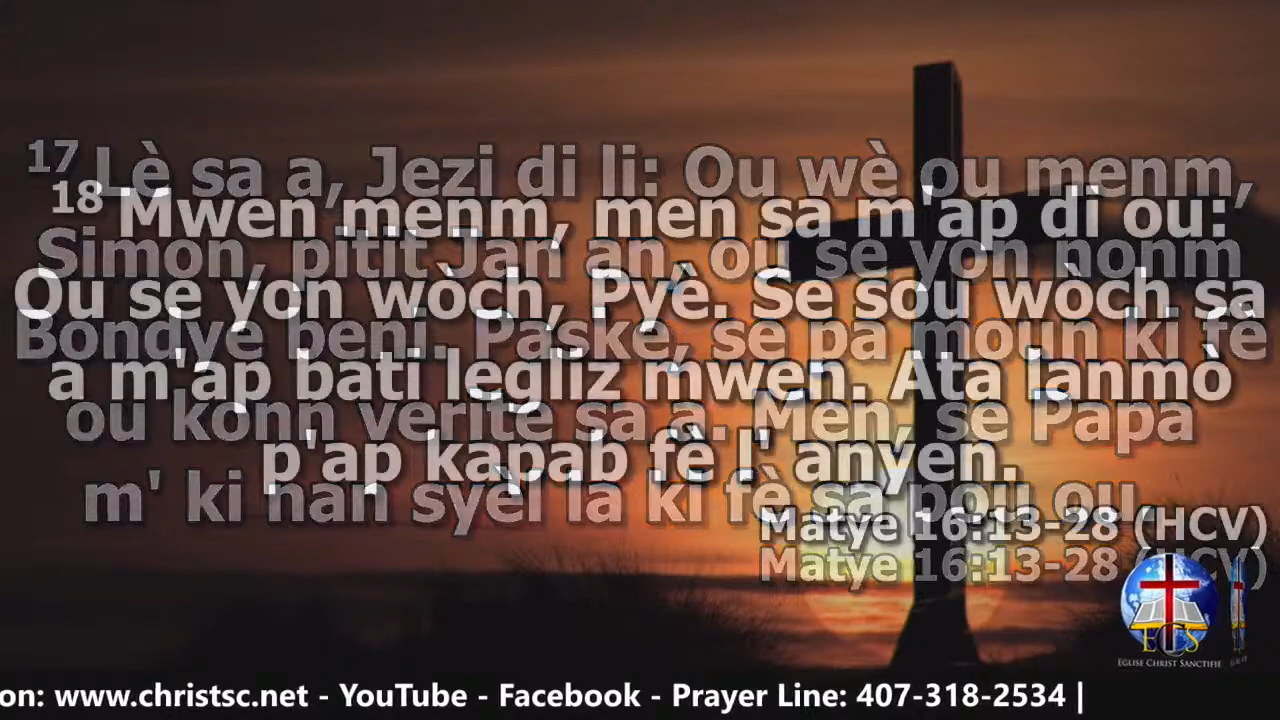 17 Lè sa a, Jezi di li: Ou wè ou menm,
Simon, pitit Jan an, ou se yon nonm
Bondye beni. Paske, se pa moun ki fè
ou konn verite sa a. Men, se Papa
m' ki nan syèl la ki fè sa pou ou.
Matye 16:13-28 (HCV)
18 Mwen menm, men sa m'ap di ou:
Ou se yon wòch, Pyè. Se sou wòch sa
a m'ap bati legliz mwen. Ata lanmò
p'ap kapab fè l' anyen.
Matye 16:13-28 (HCV)
ECS
EGLISE CHRIST SANCTIFIE
on: www.christsc.net - YouTube - Facebook - Prayer Line: 407-318-2534 |